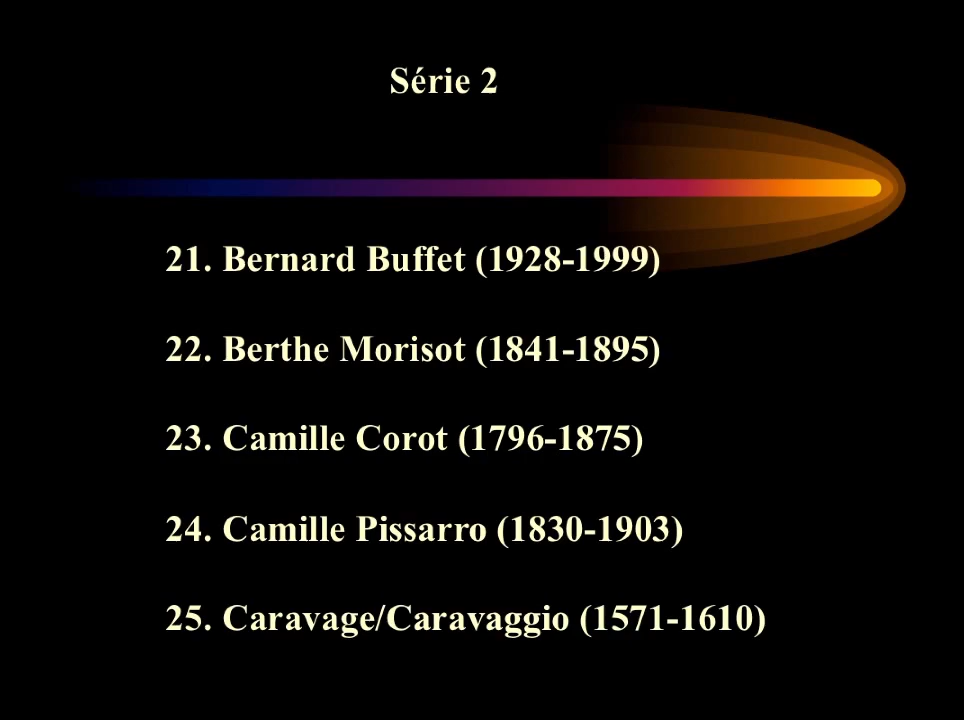 Série 2
21. Bernard Buffet (1928-1999)
22. Berthe Morisot (1841-1895)
23. Camille Corot (1796-1875)
24. Camille Pissarro (1830-1903)
25. Caravage/Caravaggio (1571-1610)